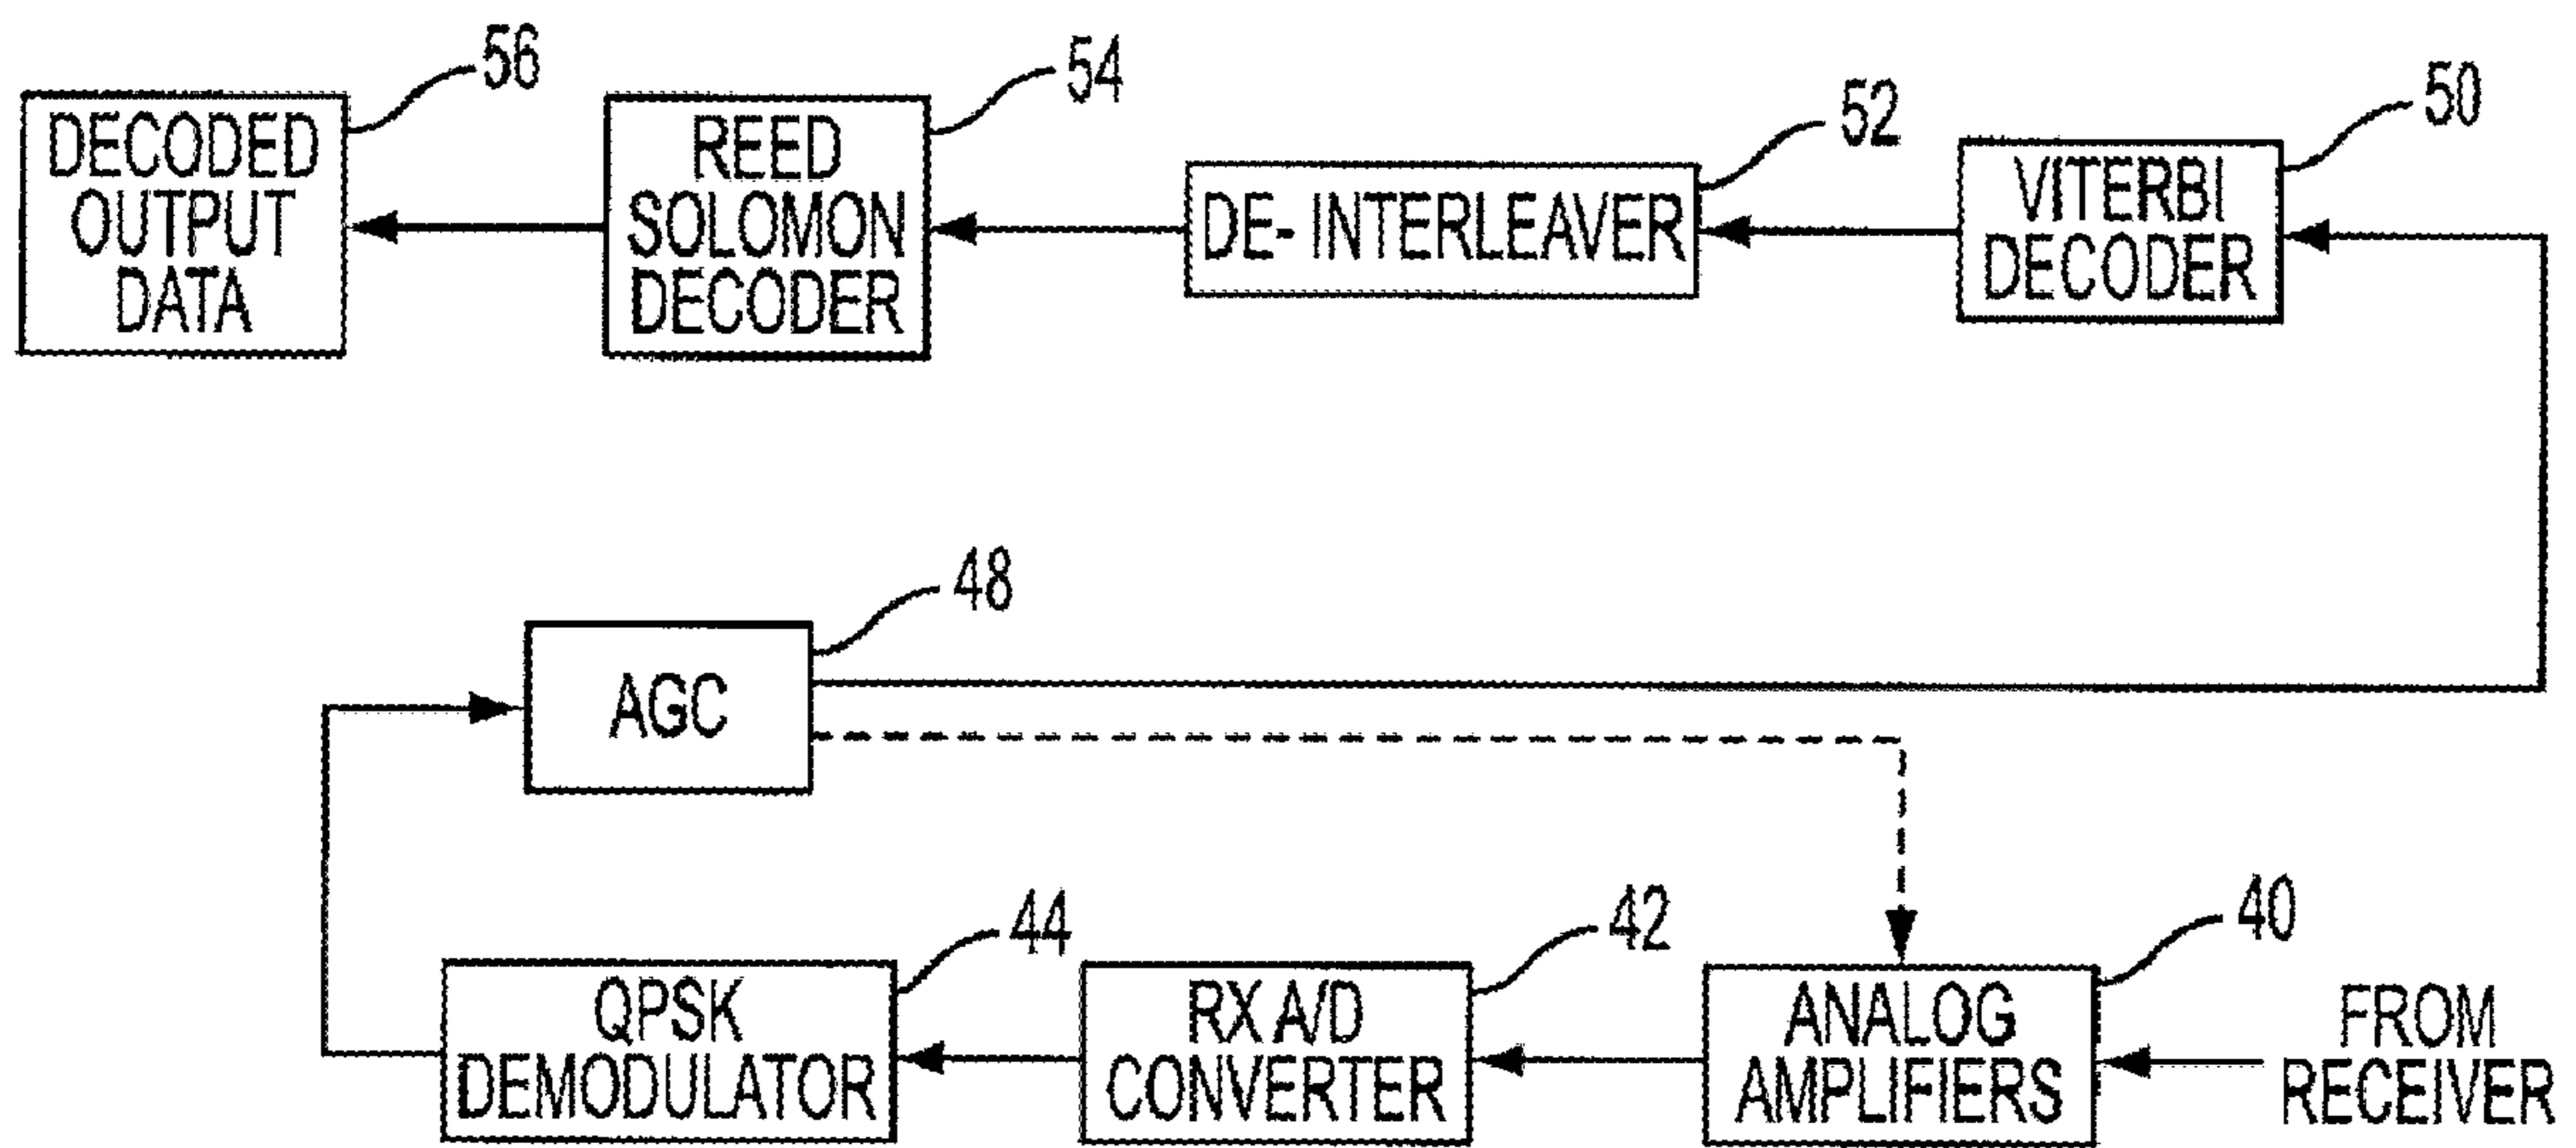 56
DECODED
OUTPUT
DATA
54
REED
SOLOMON
DECODER
52
DE- INTERLEAVER
50
VITERBI
DECODER
48
AGC
44
QPSK
DEMODULATOR
42
RX A/D
CONVERTER
40
ANALOG
AMPLIFIERS
FROM
RECEIVER